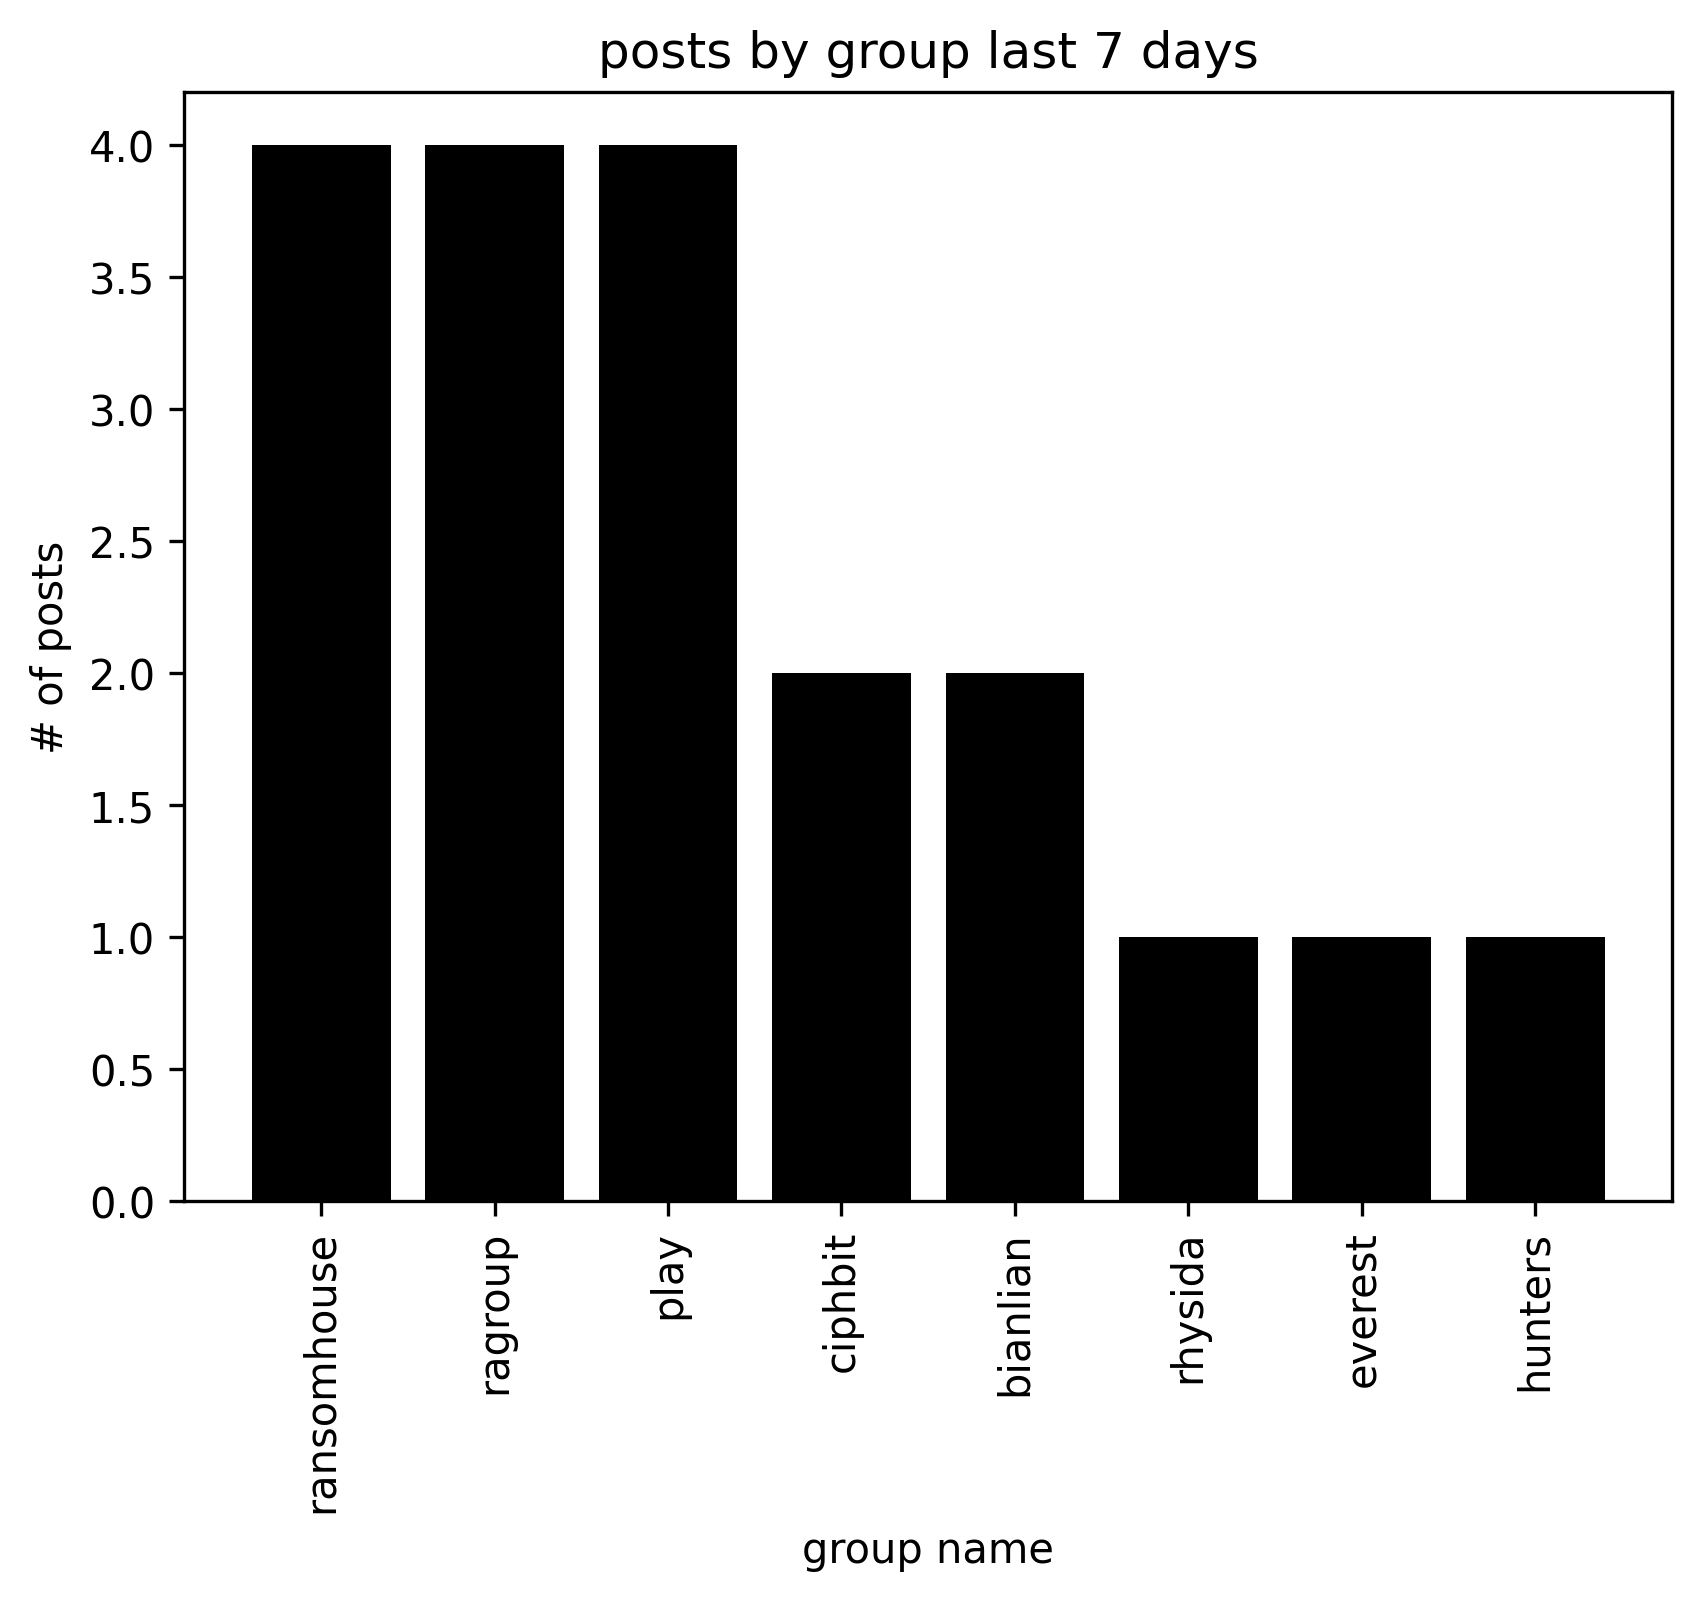 posts by group last 7 days
4.0
3.5
3.0
2.5
2.0
1.5
1.0
0.5
0.0
# of posts
ransomhouse
ragroup
play
ciphbit
bianlian
rhysida
everest
hunters
group name